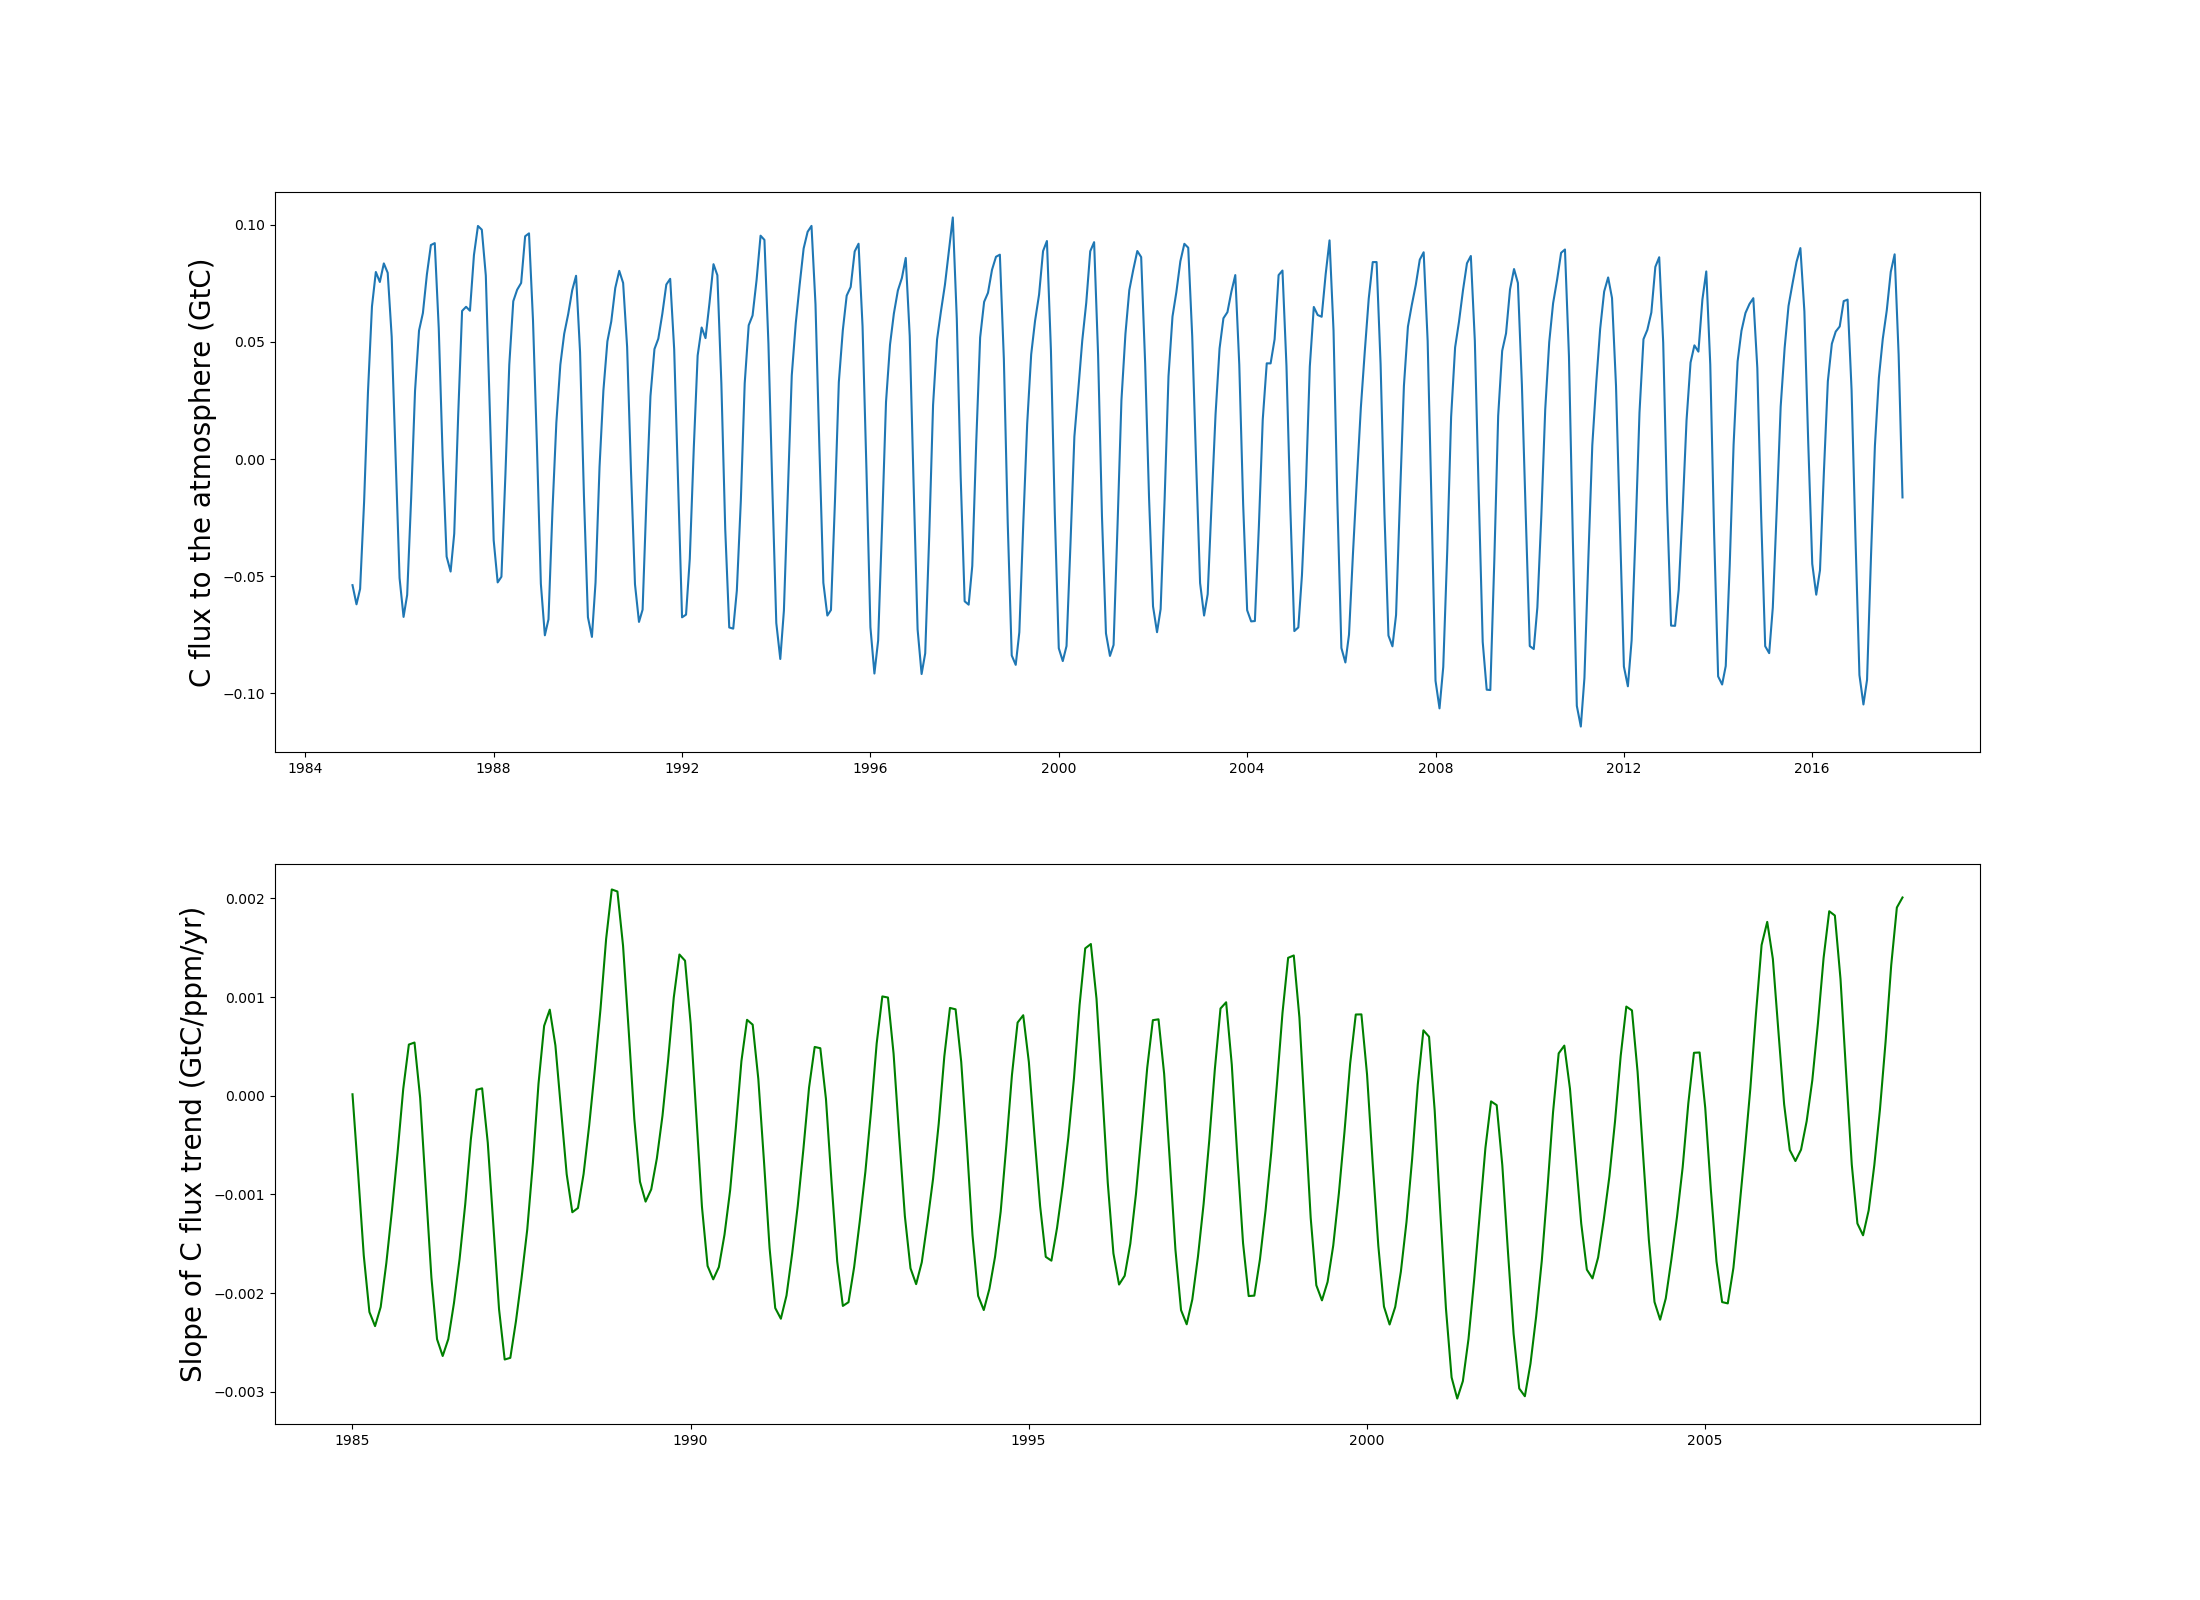 C flux to the atmosphere (GtC)
0.10
0.05
0.00
−0.05
−0.10
1984 1988 1992 1996 2000 2004 2008 2012 2016
Slope of C flux trend (GtC/ppm/yr)
0.002
0.001
0.000
−0.001
−0.002
−0.003
1985 1990 1995 2000 2005